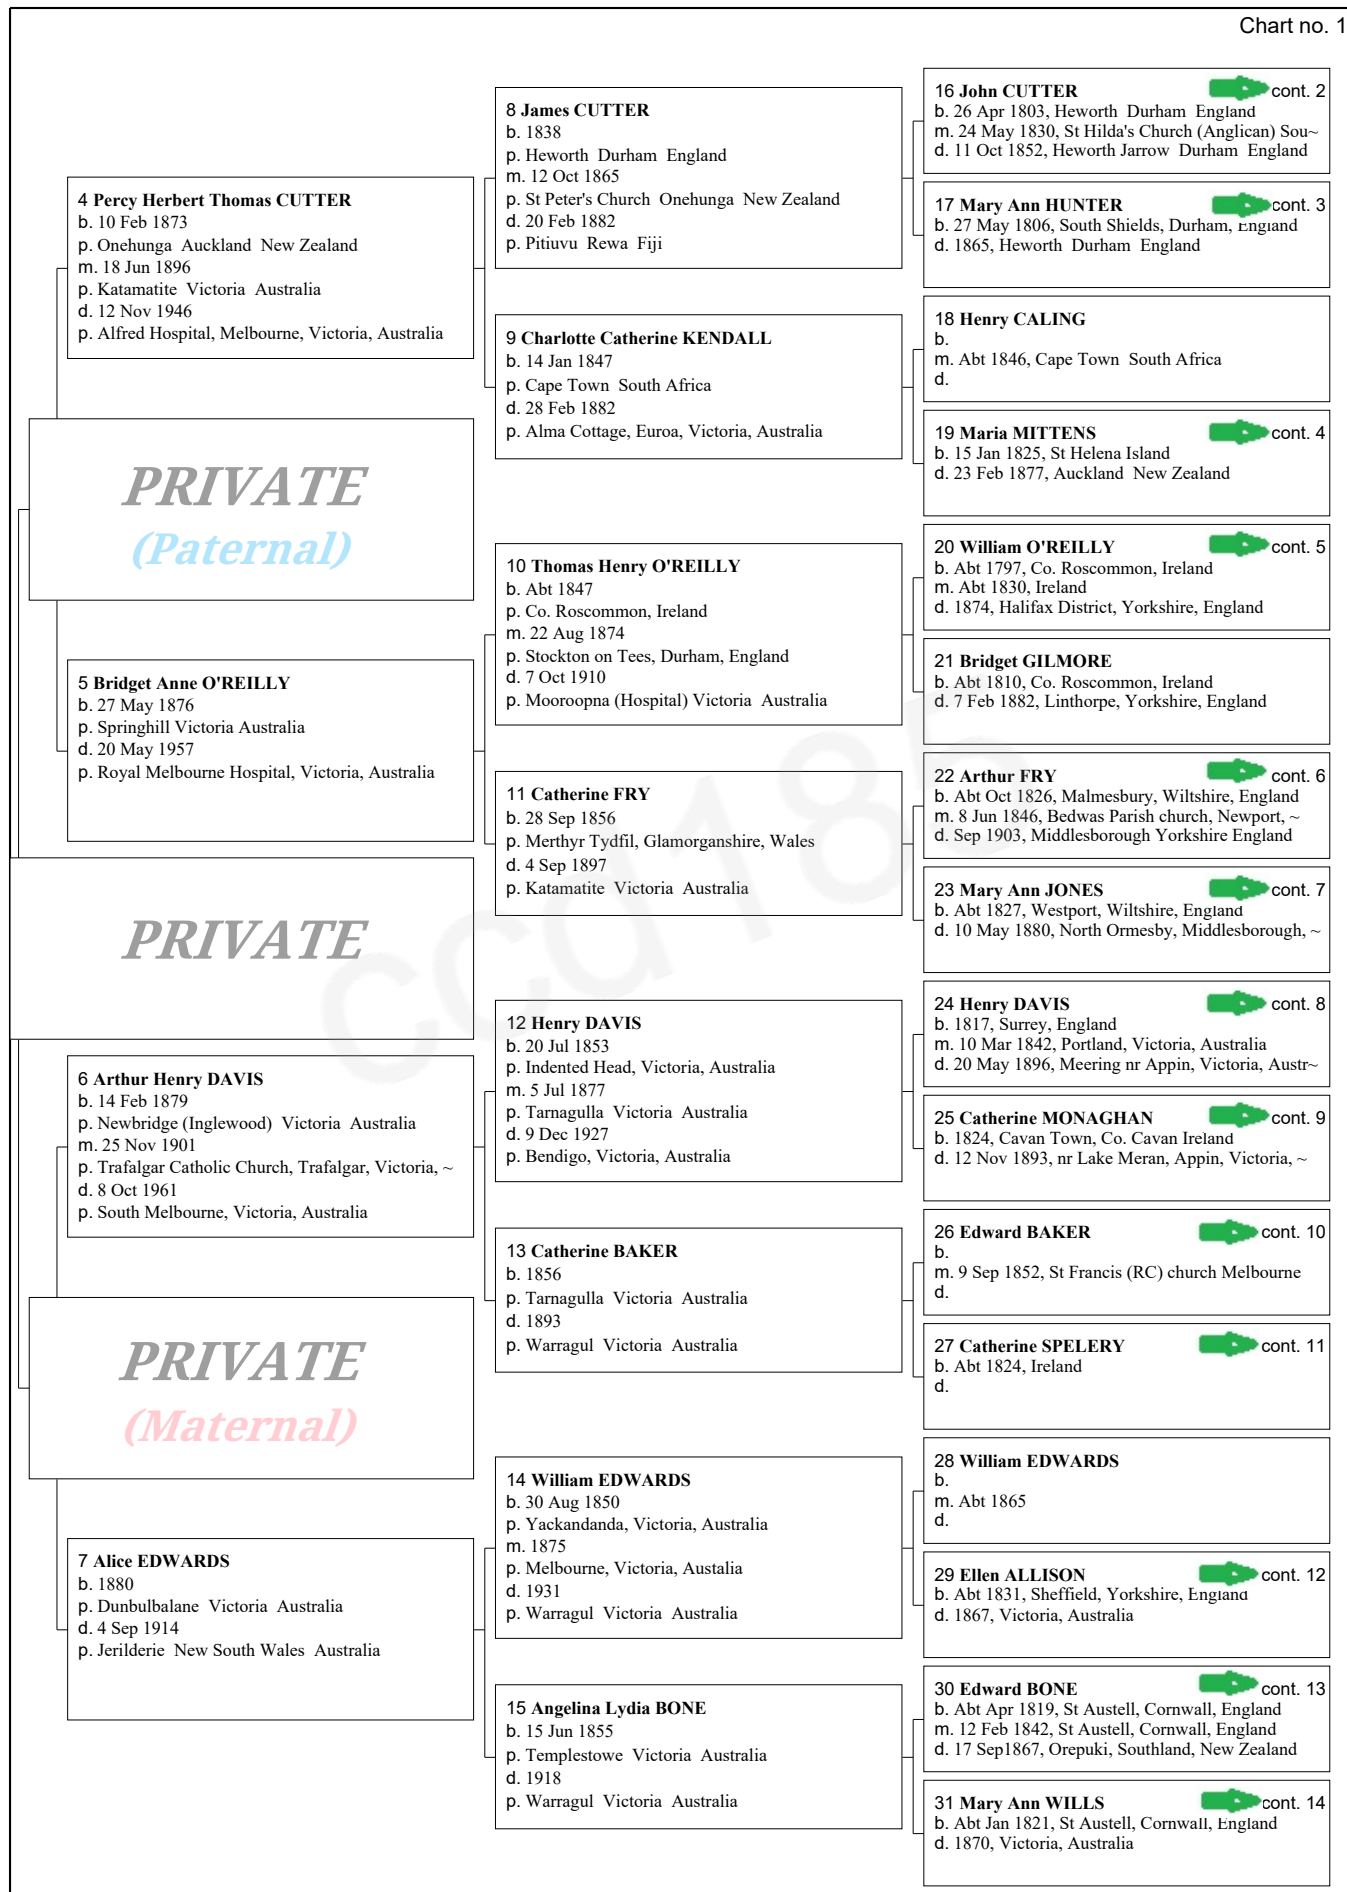 Chart no. 1
4 Percy Herbert Thomas CUTTER
b. 10 Feb 1873
p. Onehunga Auckland New Zealand
m. 18 Jun 1896
p. Katamatite Victoria Australia
d. 12 Nov 1946
p. Alfred Hospital, Melbourne, Victoria, Australia
PRIVATE
(Paternal)
5 Bridget Anne O'REILLY
b. 27 May 1876
p. Springhill Victoria Australia
d. 20 May 1957
p. Royal Melbourne Hospital, Victoria, Australia
PRIVATE
6 Arthur Henry DAVIS
b. 14 Feb 1879
p. Newbridge (Inglewood) Victoria Australia
m. 25 Nov 1901
p. Trafalgar Catholic Church, Trafalgar, Victoria, ~
d. 8 Oct 1961
p. South Melbourne, Victoria, Australia
PRIVATE
(Maternal)
7 Alice EDWARDS
b. 1880
p. Dunbulbalane Victoria Australia
d. 4 Sep 1914
p. Jerilderie New South Wales Australia
8 James CUTTER
b. 1838
p. Heworth Durham England
m. 12 Oct 1865
p. St Peter's Church Onehunga New Zealand
d. 20 Feb 1882
p. Pitiuvu Rewa Fiji
9 Charlotte Catherine KENDALL
b. 14 Jan 1847
p. Cape Town South Africa
d. 28 Feb 1882
p. Alma Cottage, Euroa, Victoria, Australia
10 Thomas Henry O'REILLY
b. Abt 1847
p. Co. Roscommon, Ireland
m. 22 Aug 1874
p. Stockton on Tees, Durham, England
d. 7 Oct 1910
p. Mooroopna (Hospital) Victoria Australia
11 Catherine FRY
b. 28 Sep 1856
p. Merthyr Tydfil, Glamorganshire, Wales
d. 4 Sep 1897
p. Katamatite Victoria Australia
12 Henry DAVIS
b. 20 Jul 1853
p. Indented Head, Victoria, Australia
m. 5 Jul 1877
p. Tarnagulla Victoria Australia
d. 9 Dec 1927
p. Bendigo, Victoria, Australia
13 Catherine BAKER
b. 1856
p. Tarnagulla Victoria Australia
d. 1893
p. Warragul Victoria Australia
14 William EDWARDS
b. 30 Aug 1850
p. Yackandanda, Victoria, Australia
m. 1875
p. Melbourne, Victoria, Austalia
d. 1931
p. Warragul Victoria Australia
15 Angelina Lydia BONE
b. 15 Jun 1855
p. Templestowe Victoria Australia
d. 1918
p. Warragul Victoria Australia
16 John CUTTER cont. 2
b. 26 Apr 1803, Heworth Durham England
m. 24 May 1830, St Hilda's Church (Anglican) Sou~
d. 11 Oct 1852, Heworth Jarrow Durham England
17 Mary Ann HUNTER cont. 3
b. 27 May 1806, South Shields, Durham, England
d. 1865, Heworth Durham England
18 Henry CALING
b.
m. Abt 1846, Cape Town South Africa
d.
19 Maria MITTENS cont. 4
b. 15 Jan 1825, St Helena Island
d. 23 Feb 1877, Auckland New Zealand
20 William O'REILLY cont. 5
b. Abt 1797, Co. Roscommon, Ireland
m. Abt 1830, Ireland
d. 1874, Halifax District, Yorkshire, England
21 Bridget GILMORE
b. Abt 1810, Co. Roscommon, Ireland
d. 7 Feb 1882, Linthorpe, Yorkshire, England
22 Arthur FRY cont. 6
b. Abt Oct 1826, Malmesbury, Wiltshire, England
m. 8 Jun 1846, Bedwas Parish church, Newport, ~
d. Sep 1903, Middlesborough Yorkshire England
23 Mary Ann JONES cont. 7
b. Abt 1827, Westport, Wiltshire, England
d. 10 May 1880, North Ormesby, Middlesborough, ~
24 Henry DAVIS cont. 8
b. 1817, Surrey, England
m. 10 Mar 1842, Portland, Victoria, Australia
d. 20 May 1896, Meering nr Appin, Victoria, Austr~
25 Catherine MONAGHAN cont. 9
b. 1824, Cavan Town, Co. Cavan Ireland
d. 12 Nov 1893, nr Lake Meran, Appin, Victoria, ~
26 Edward BAKER cont. 10
b.
m. 9 Sep 1852, St Francis (RC) church Melbourne
d.
27 Catherine SPELERY cont. 11
b. Abt 1824, Ireland
d.
28 William EDWARDS
b.
m. Abt 1865
d.
29 Ellen ALLISON cont. 12
b. Abt 1831, Sheffield, Yorkshire, England
d. 1867, Victoria, Australia
30 Edward BONE cont. 13
b. Abt Apr 1819, St Austell, Cornwall, England
m. 12 Feb 1842, St Austell, Cornwall, England
d. 17 Sep1867, Orepuki, Southland, New Zealand
31 Mary Ann WILLS cont. 14
b. Abt Jan 1821, St Austell, Cornwall, England
d. 1870, Victoria, Australia
ccd185